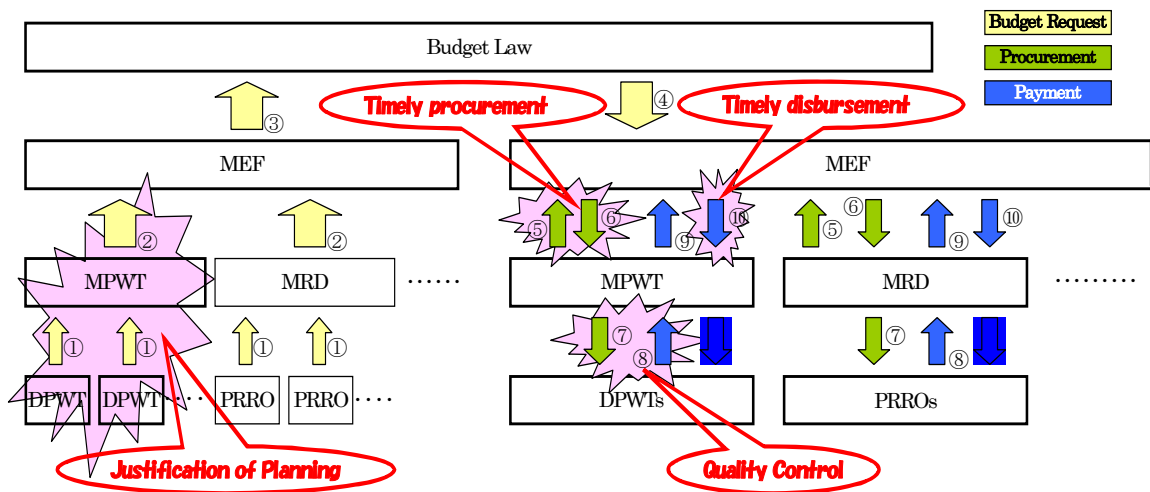 Budget Request
Budget Law
Procurement
Payment
③
④
Timely procurement
Timely disbursement
MEF
MEF
②
②
⑤
⑥
⑨
⑩
⑤
⑥
⑨
⑩
MPWT
MRD
······
MPWT
MRD
·········
①
①
①
①
⑦
⑧
⑦
⑧
DPWT
DPWT
·····
PRRO
PRRO
····
DPWTs
PRROs
Justification of Planning
Quality Control